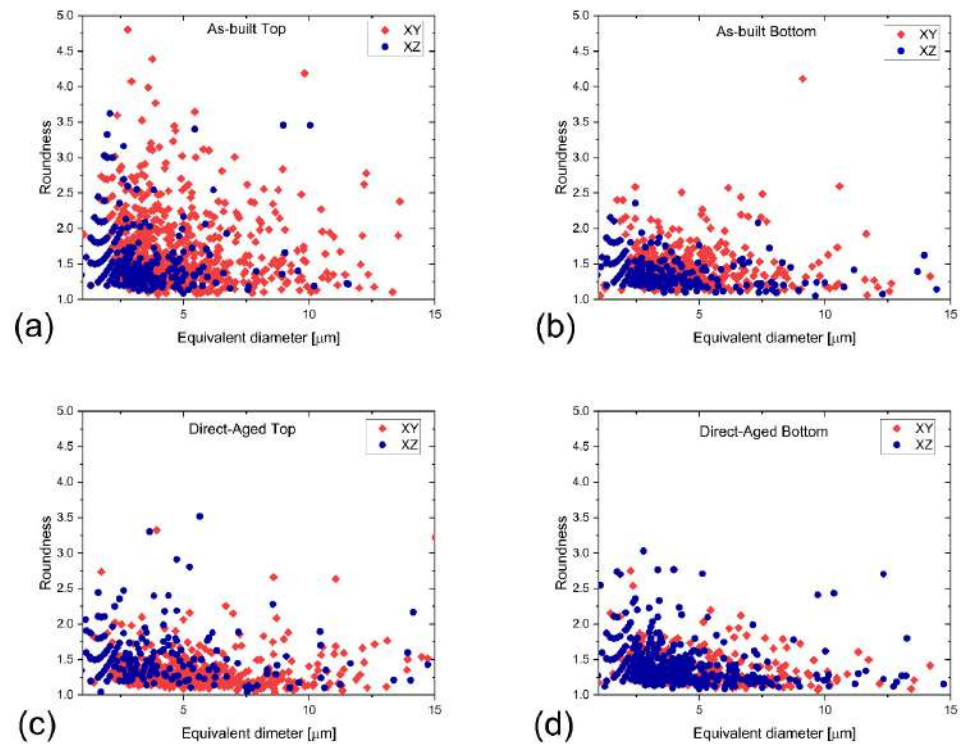 As-built Top
XY
XZ
5.0
4.5
4.0
3.5
3.0
2.5
2.0
1.5
1.0
Roundness
5
10
15
Equivalent diameter [μm]
(a)
As-built Bottom
XY
XZ
5.0
4.5
4.0
3.5
3.0
2.5
2.0
1.5
1.0
Roundness
5
10
15
Equivalent diameter [μm]
(b)
Direct-Aged Top
XY
XZ
5.0
4.5
4.0
3.5
3.0
2.5
2.0
1.5
1.0
Roundness
5
10
15
Equivalent dimeter [μm]
(c)
Direct-Aged Bottom
XY
XZ
5.0
4.5
4.0
3.5
3.0
2.5
2.0
1.5
1.0
Roundness
5
10
15
Equivalent diameter [μm]
(d)